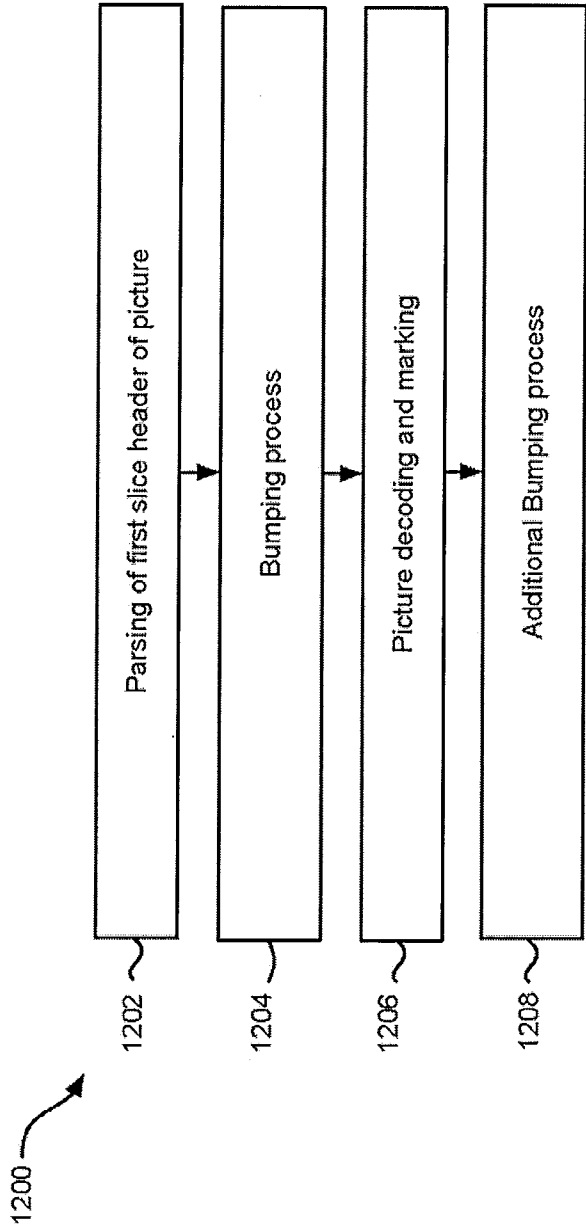 1200
1202
Parsing of first slice header of picture
1204
Bumping process
1206
Picture decoding and marking
1208
Additional Bumping process